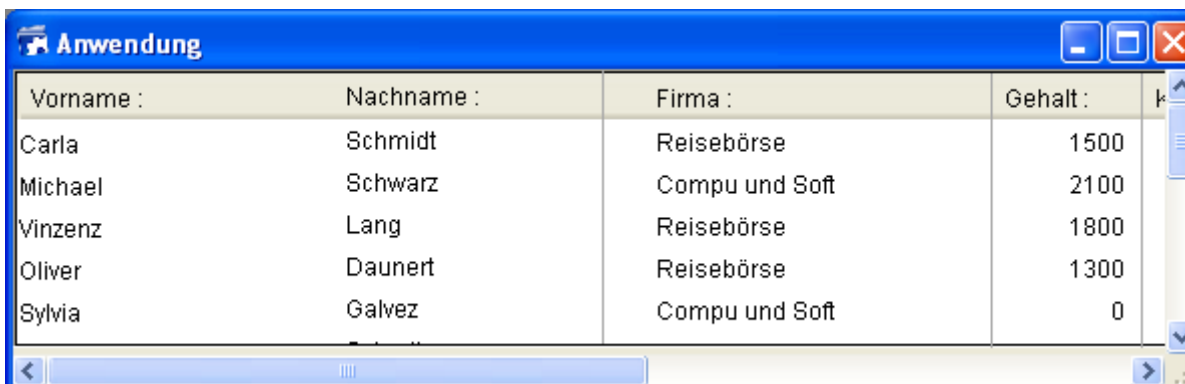 Anwendung
Vorname : Nachname : Firma : Gehalt :
Carla Schmidt Reisebörse 1500
Michael Schwarz Compu und Soft 2100
Vinzenz Lang Reisebörse 1800
Oliver Daunert Reisebörse 1300
Sylvia Galvez Compu und Soft 0